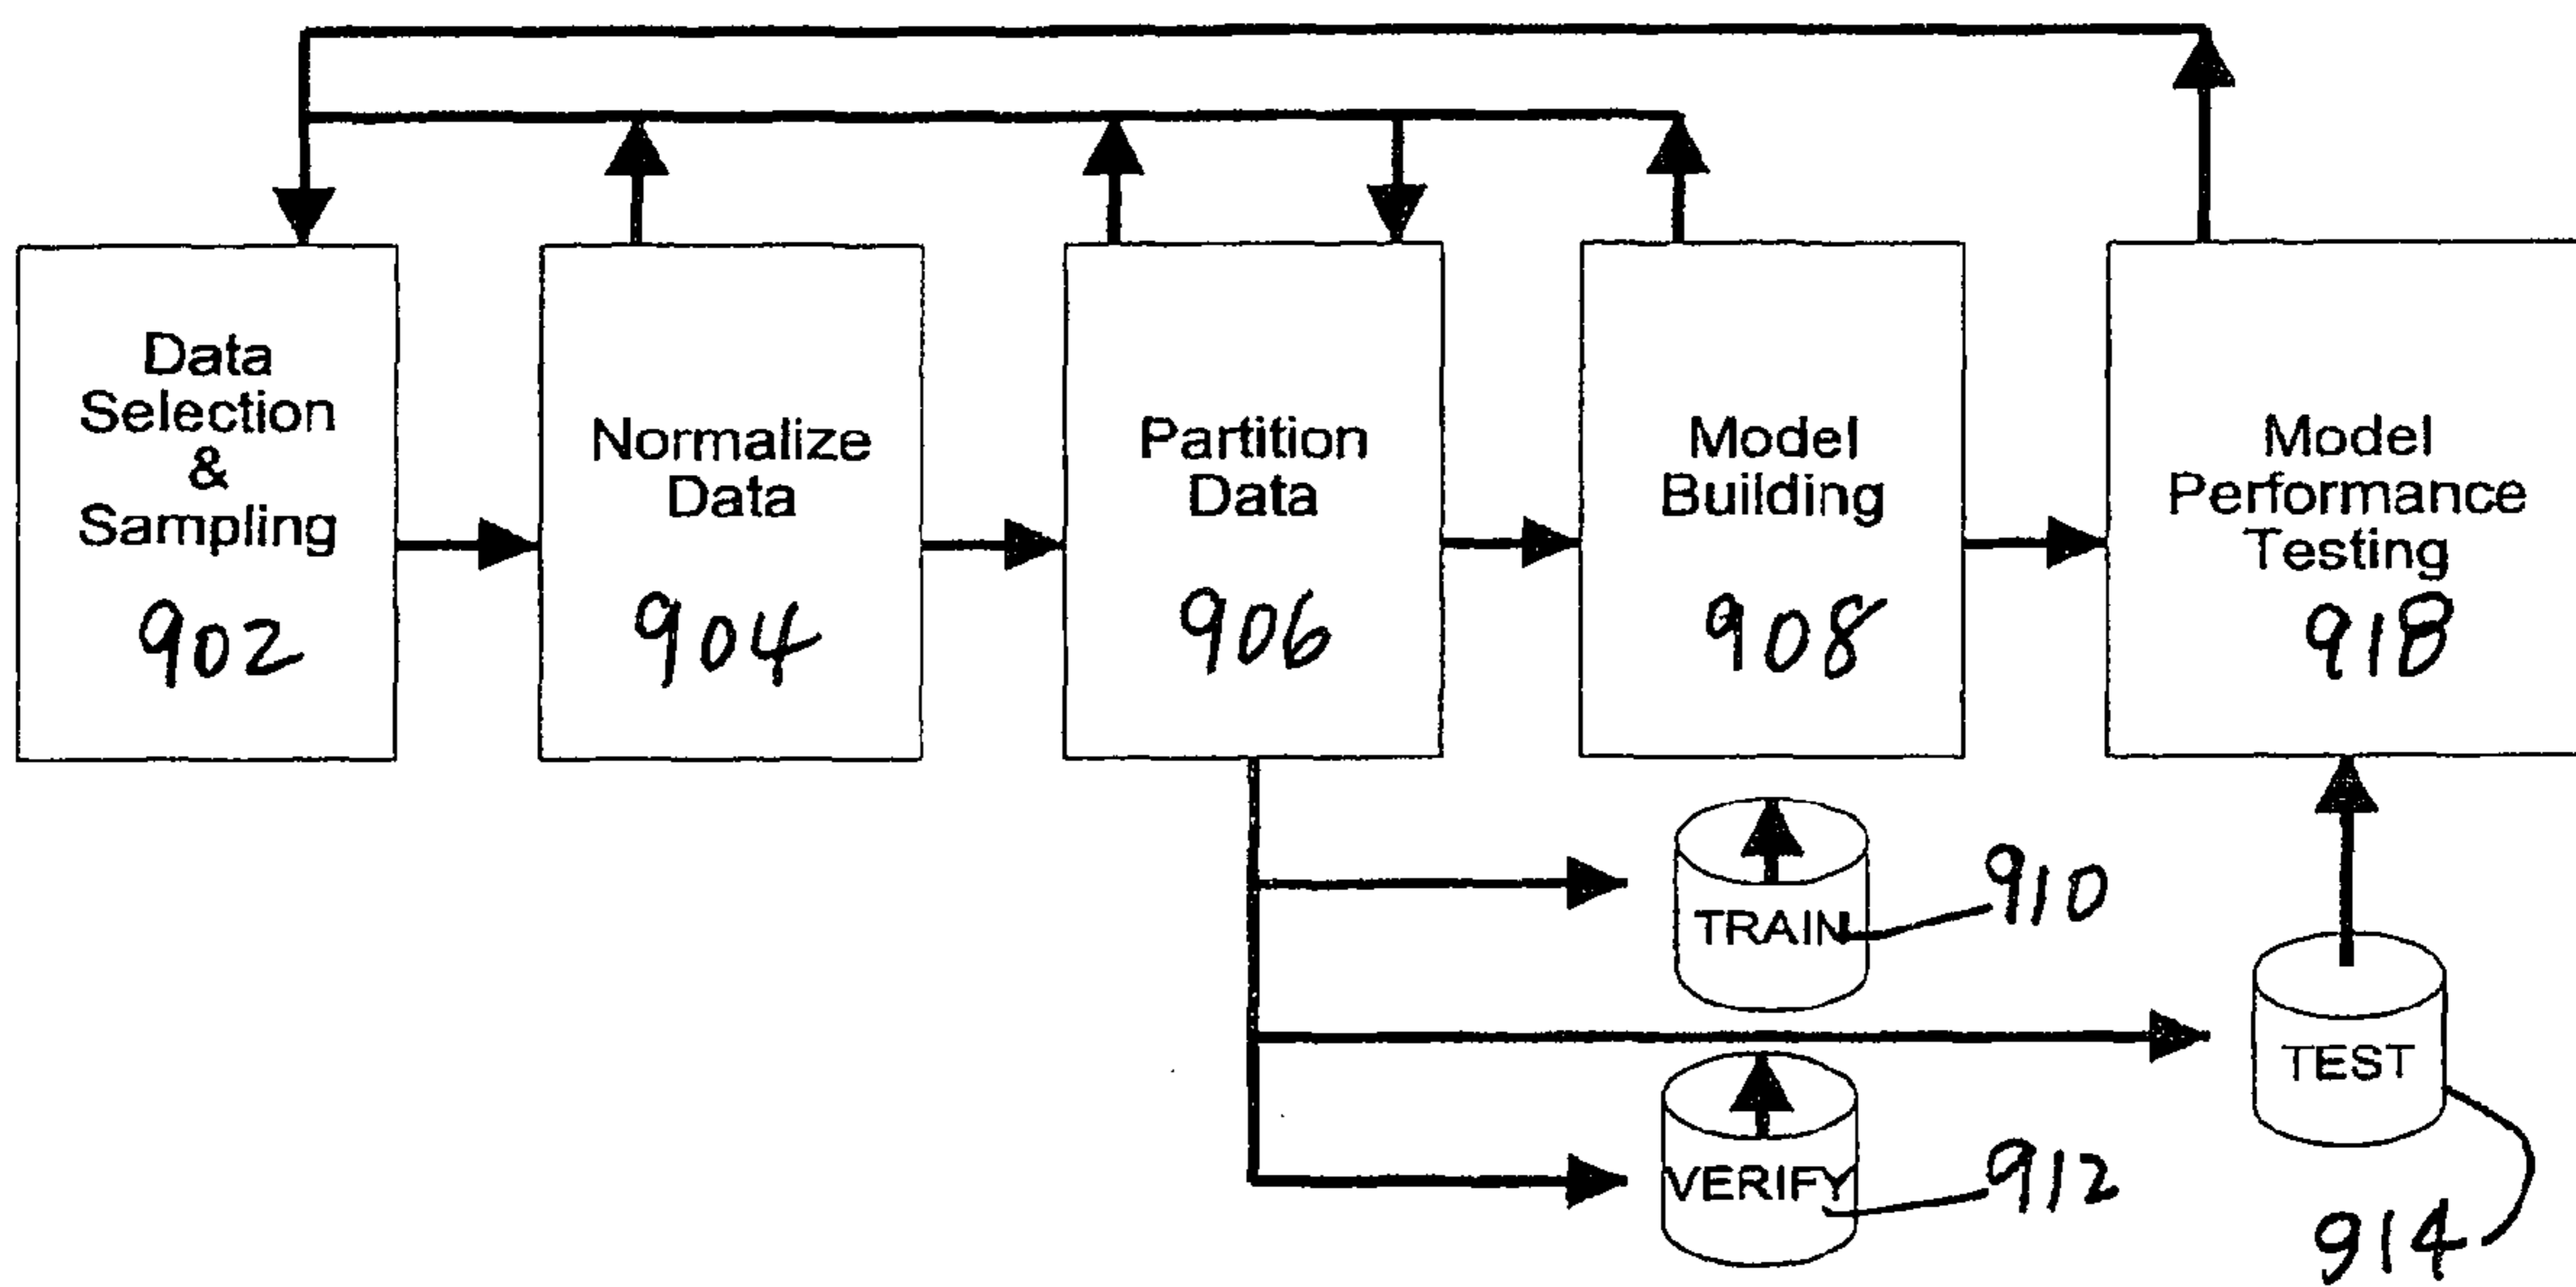 Data
Selection
&
Sampling
902
Normalize
Data
904
Partition
Data
906
Model
Building
908
Model
Performance
Testing
918
TRAIN
910
TEST
914
VERIFY
912